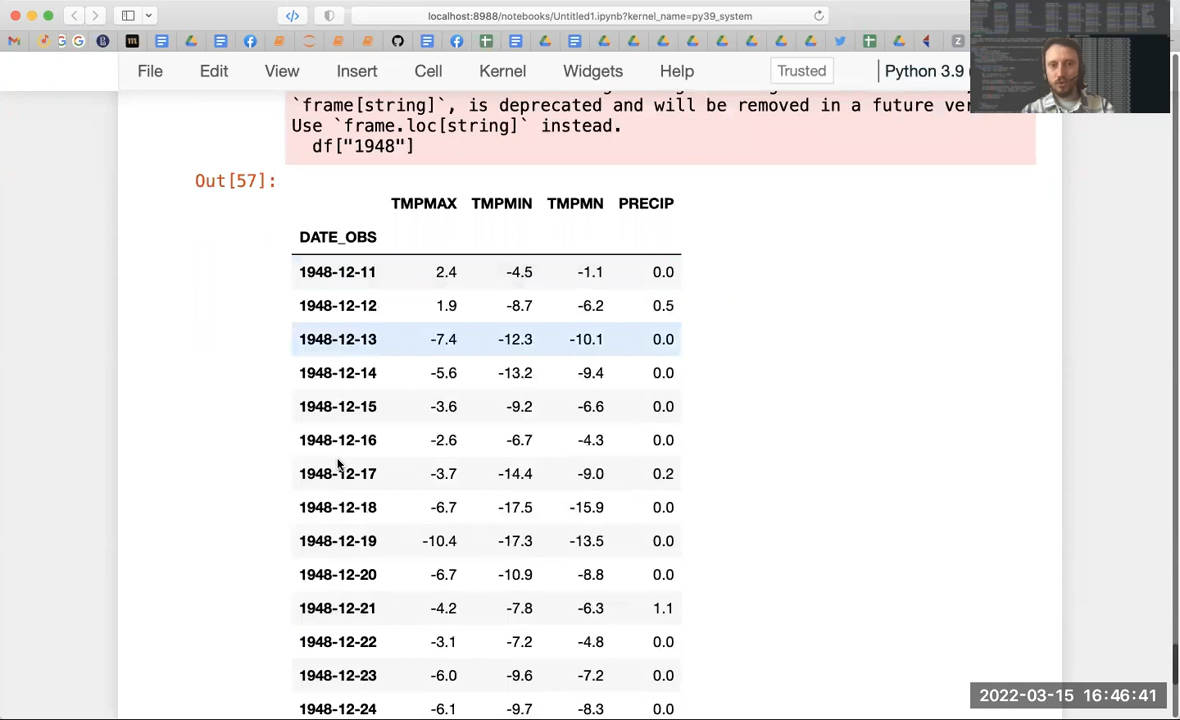 localhost:8988/notebooks/Untitled1.ipynb?kernel_name=py39_system
File Edit View Insert Cell Kernel Widgets Help Trusted Python 3.9
`frame[string]`, is deprecated and will be removed in a future ver
Use `frame.loc[string]` instead.
df["1948"]
Out[57]:
TMPMAX TMPMIN TMPMN PRECIP
DATE_OBS
1948-12-11 2.4 -4.5 -1.1 0.0
1948-12-12 1.9 -8.7 -6.2 0.5
1948-12-13 -7.4 -12.3 -10.1 0.0
1948-12-14 -5.6 -13.2 -9.4 0.0
1948-12-15 -3.6 -9.2 -6.6 0.0
1948-12-16 -2.6 -6.7 -4.3 0.0
1948-12-17 -3.7 -14.4 -9.0 0.2
1948-12-18 -6.7 -17.5 -15.9 0.0
1948-12-19 -10.4 -17.3 -13.5 0.0
1948-12-20 -6.7 -10.9 -8.8 0.0
1948-12-21 -4.2 -7.8 -6.3 1.1
1948-12-22 -3.1 -7.2 -4.8 0.0
1948-12-23 -6.0 -9.6 -7.2 0.0
1948-12-24 -6.1 -9.7 -8.3 0.0
2022-03-15 16:46:41